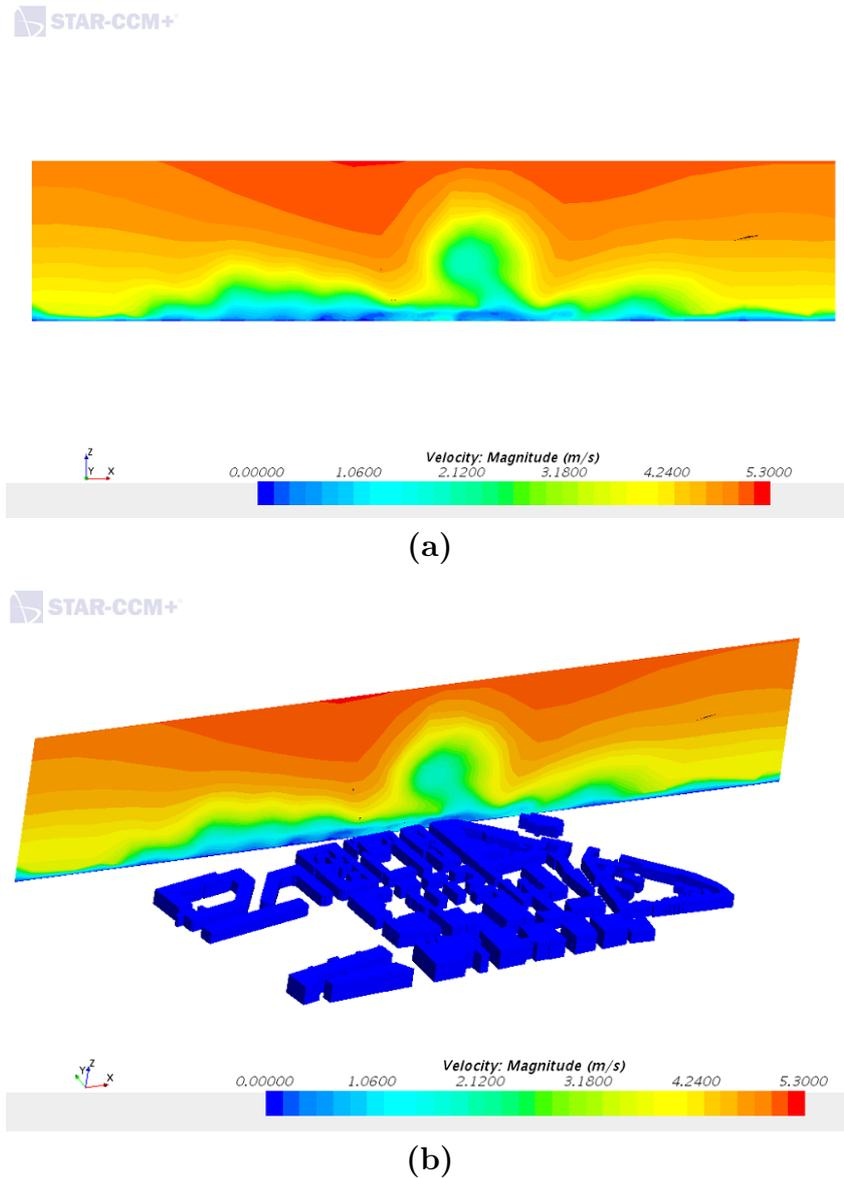 STAR-CCM+
Z
Y X
Velocity: Magnitude (m/s)
0.00000 1.0600 2.1200 3.1800 4.2400 5.3000
(a)
STAR-CCM+
Y Z
X
Velocity: Magnitude (m/s)
0.00000 1.0600 2.1200 3.1800 4.2400 5.3000
(b)